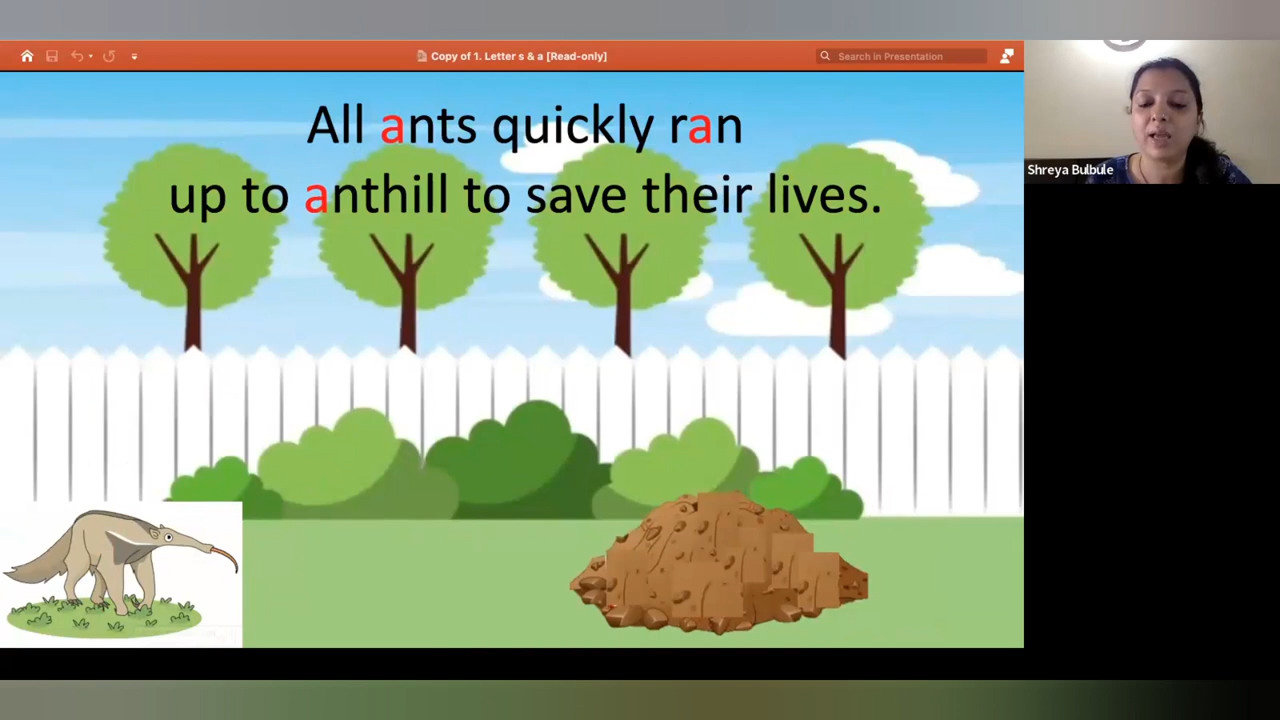 Copy of 1. Letter s & a [Read-only]
Search in Presentation
All ants quickly ran
up to anthill to save their lives.
Shreya Bulbule